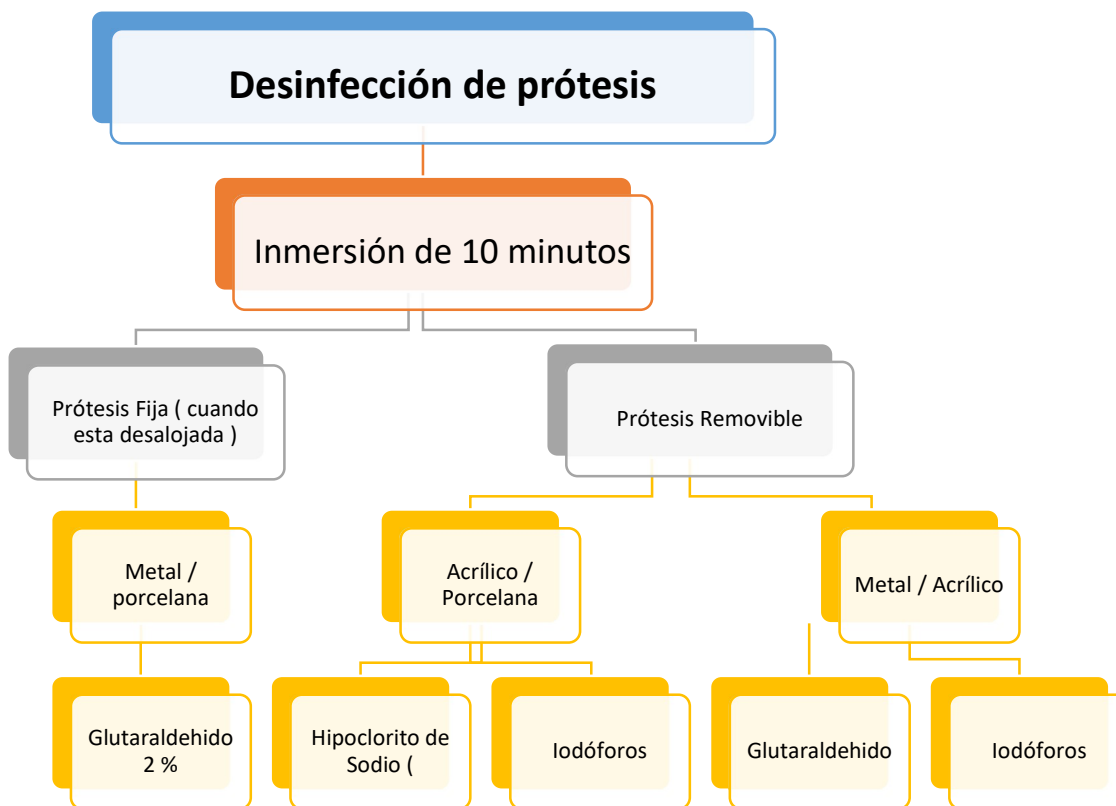 Desinfección de prótesis
Inmersión de 10 minutos
Prótesis Fija ( cuando
esta desalojada )
Prótesis Removible
Metal /
porcelana
Acrílico /
Porcelana
Metal / Acrílico
Glutaraldehido
2 %
Hipoclorito de
Sodio (
Iodóforos
Glutaraldehido
Iodóforos